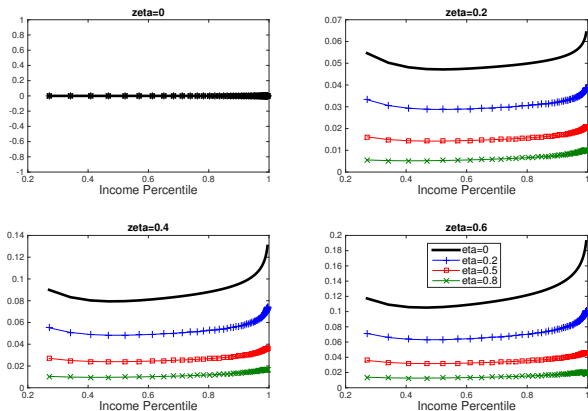 zeta=0
1
0.8
0.6
0.4
0.2
0
-0.2
-0.4
-0.6
-0.8
-1
0.2 0.4 0.6 0.8 1
Income Percentile
zeta=0.2
0.07
0.06
0.05
0.04
0.03
0.02
0.01
0
0.2 0.4 0.6 0.8 1
Income Percentile
zeta=0.4
0.14
0.12
0.1
0.08
0.06
0.04
0.02
0
0.2 0.4 0.6 0.8 1
Income Percentile
zeta=0.6
0.2
0.18
0.16
0.14
0.12
0.1
0.08
0.06
0.04
0.02
0
eta=0
eta=0.2
eta=0.5
eta=0.8
0.2 0.4 0.6 0.8 1
Income Percentile